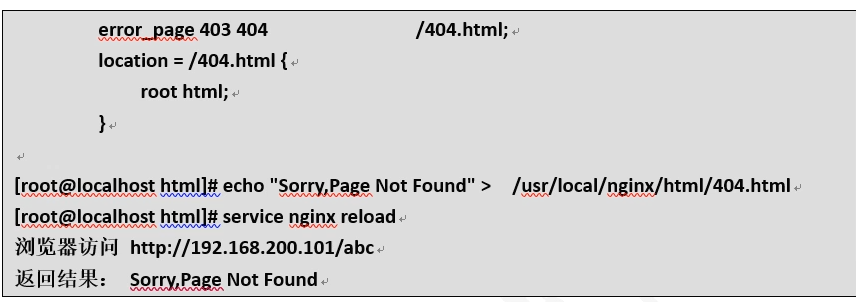 error_page 403 404 /404.html;
location = /404.html {
root html;
}
[root@localhost html]# echo "Sorry,Page Not Found" > /usr/local/nginx/html/404.html
[root@localhost html]# service nginx reload
浏览器访问 http://192.168.200.101/abc
返回结果： Sorry,Page Not Found